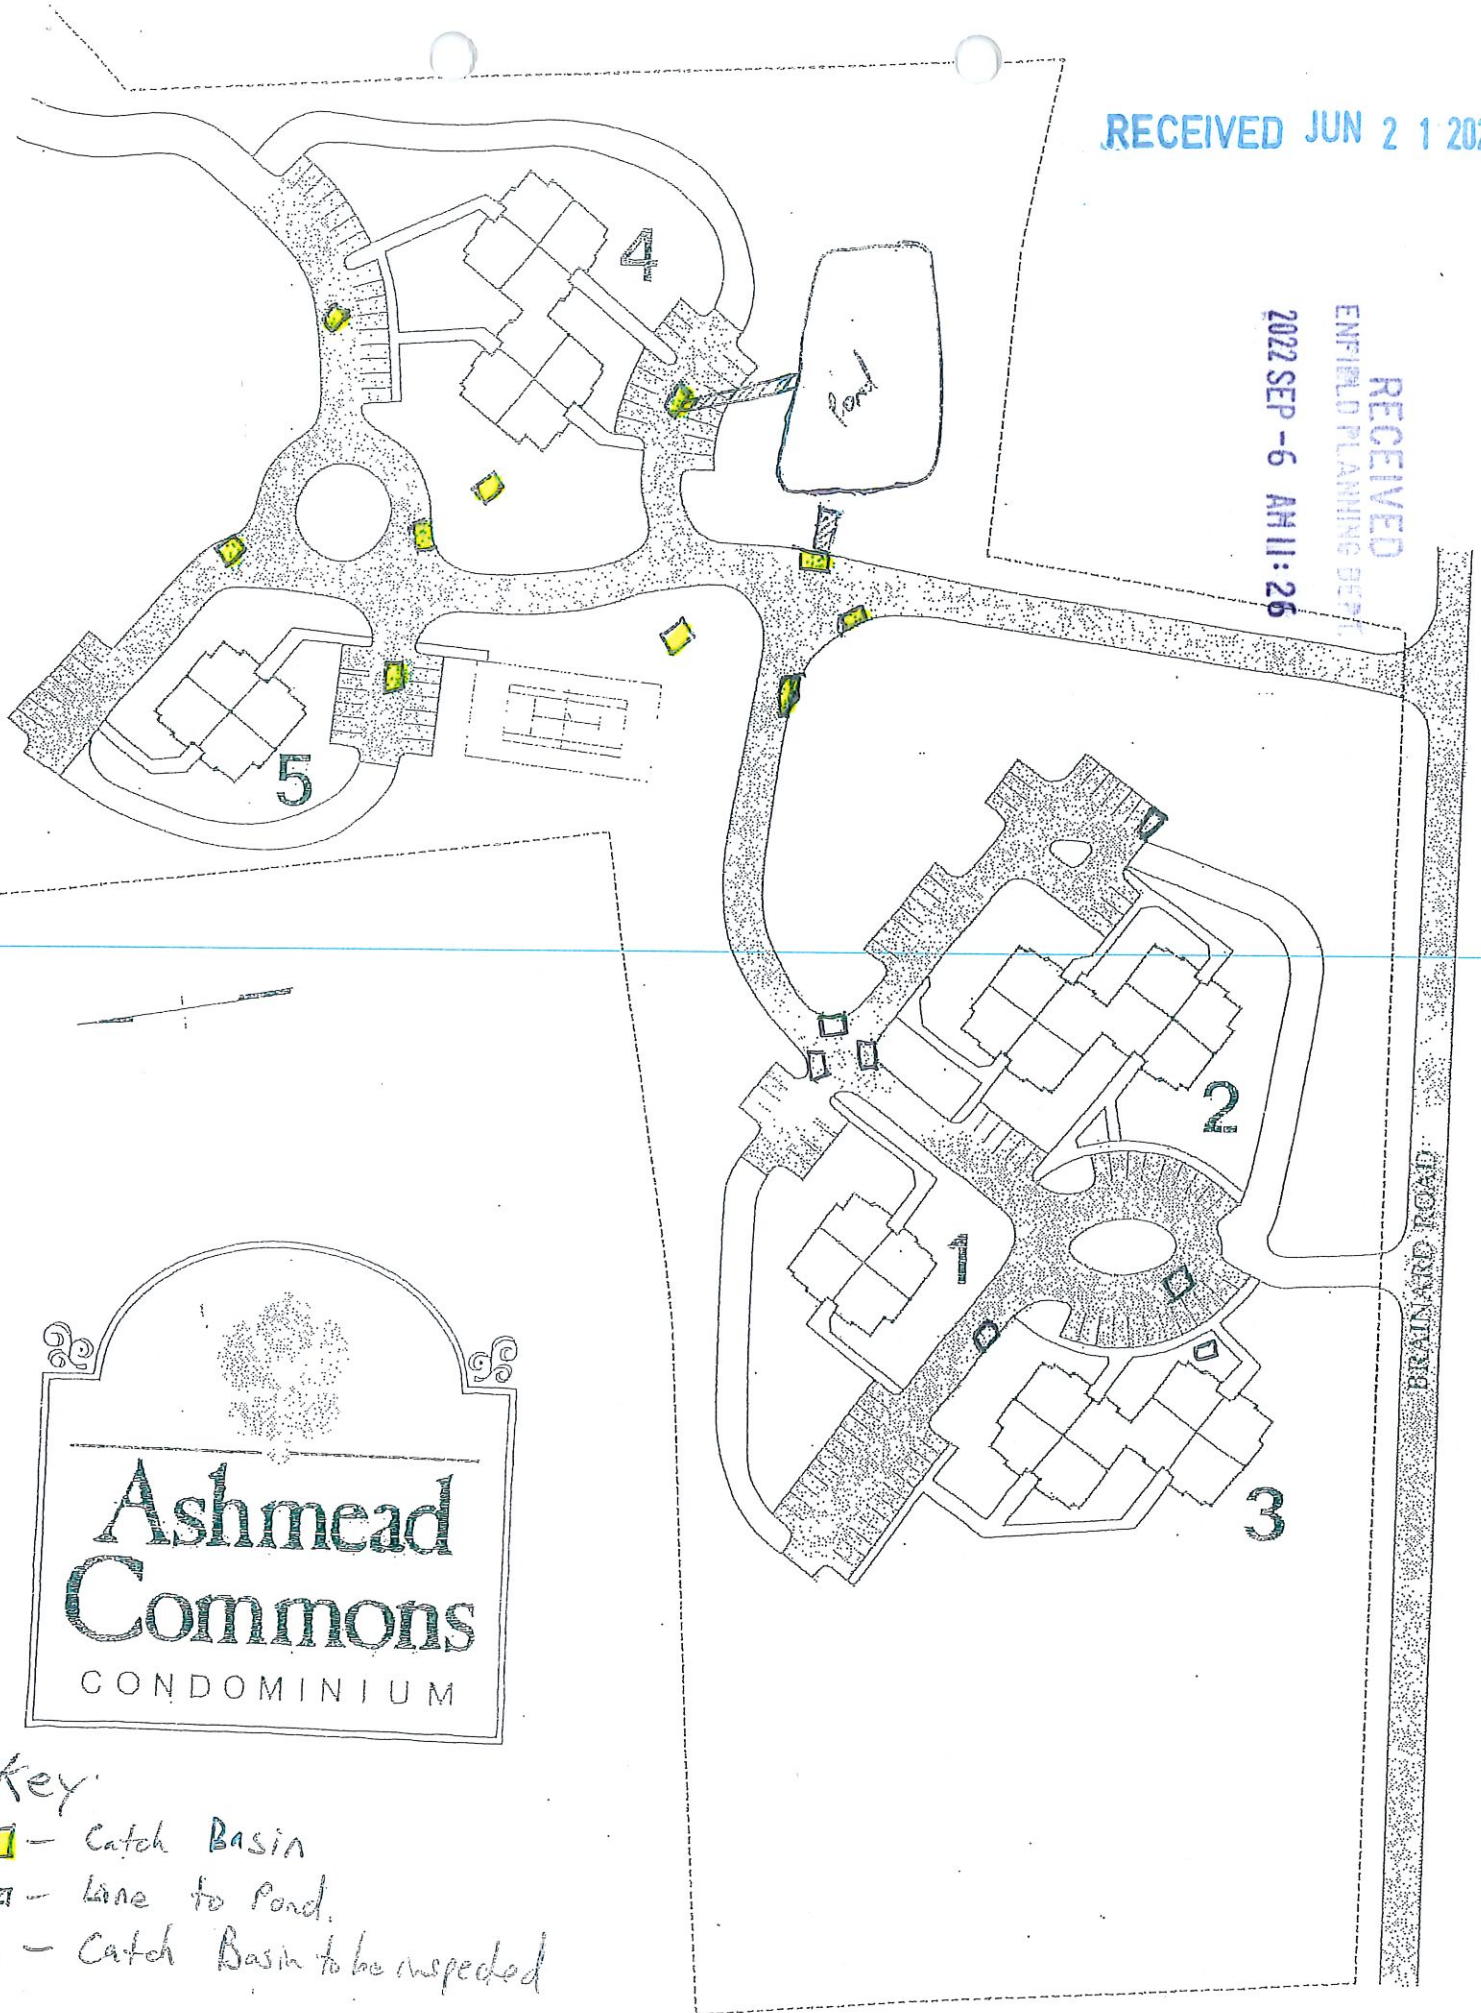 RECEIVED JUN 2 1 202
RECEIVED
ENFIELD PLANNING DEPT.
2022 SEP -6 AM 11: 26
4
Pond
5
2
1
BRAINARD ROAD
3
Ashmead
Commons
CONDOMINIUM
Key
- Catch Basin
- Line to Pond.
- Catch Basin to be inspected